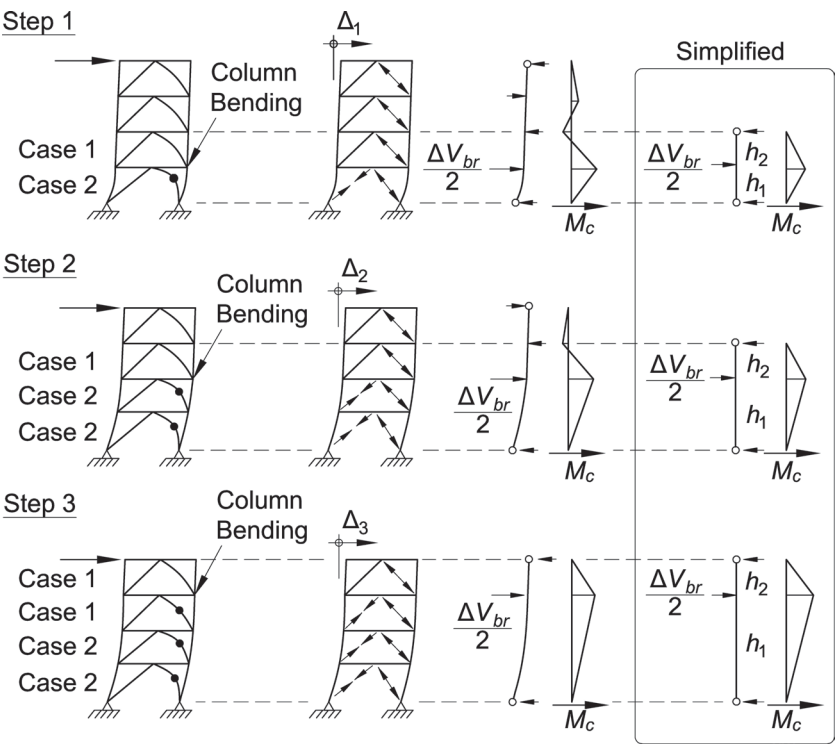 Step 1
Δ1
Simplified
Column
Bending
Case 1
Case 2
ΔVbr
2
ΔVbr
2
h2
h1
Mc
Mc
Step 2
Δ2
Column
Bending
Case 1
Case 2
Case 2
ΔVbr
2
ΔVbr
2
h2
h1
Mc
Mc
Step 3
Δ3
Column
Bending
Case 1
Case 1
Case 2
Case 2
ΔVbr
2
ΔVbr
2
h2
h1
Mc
Mc